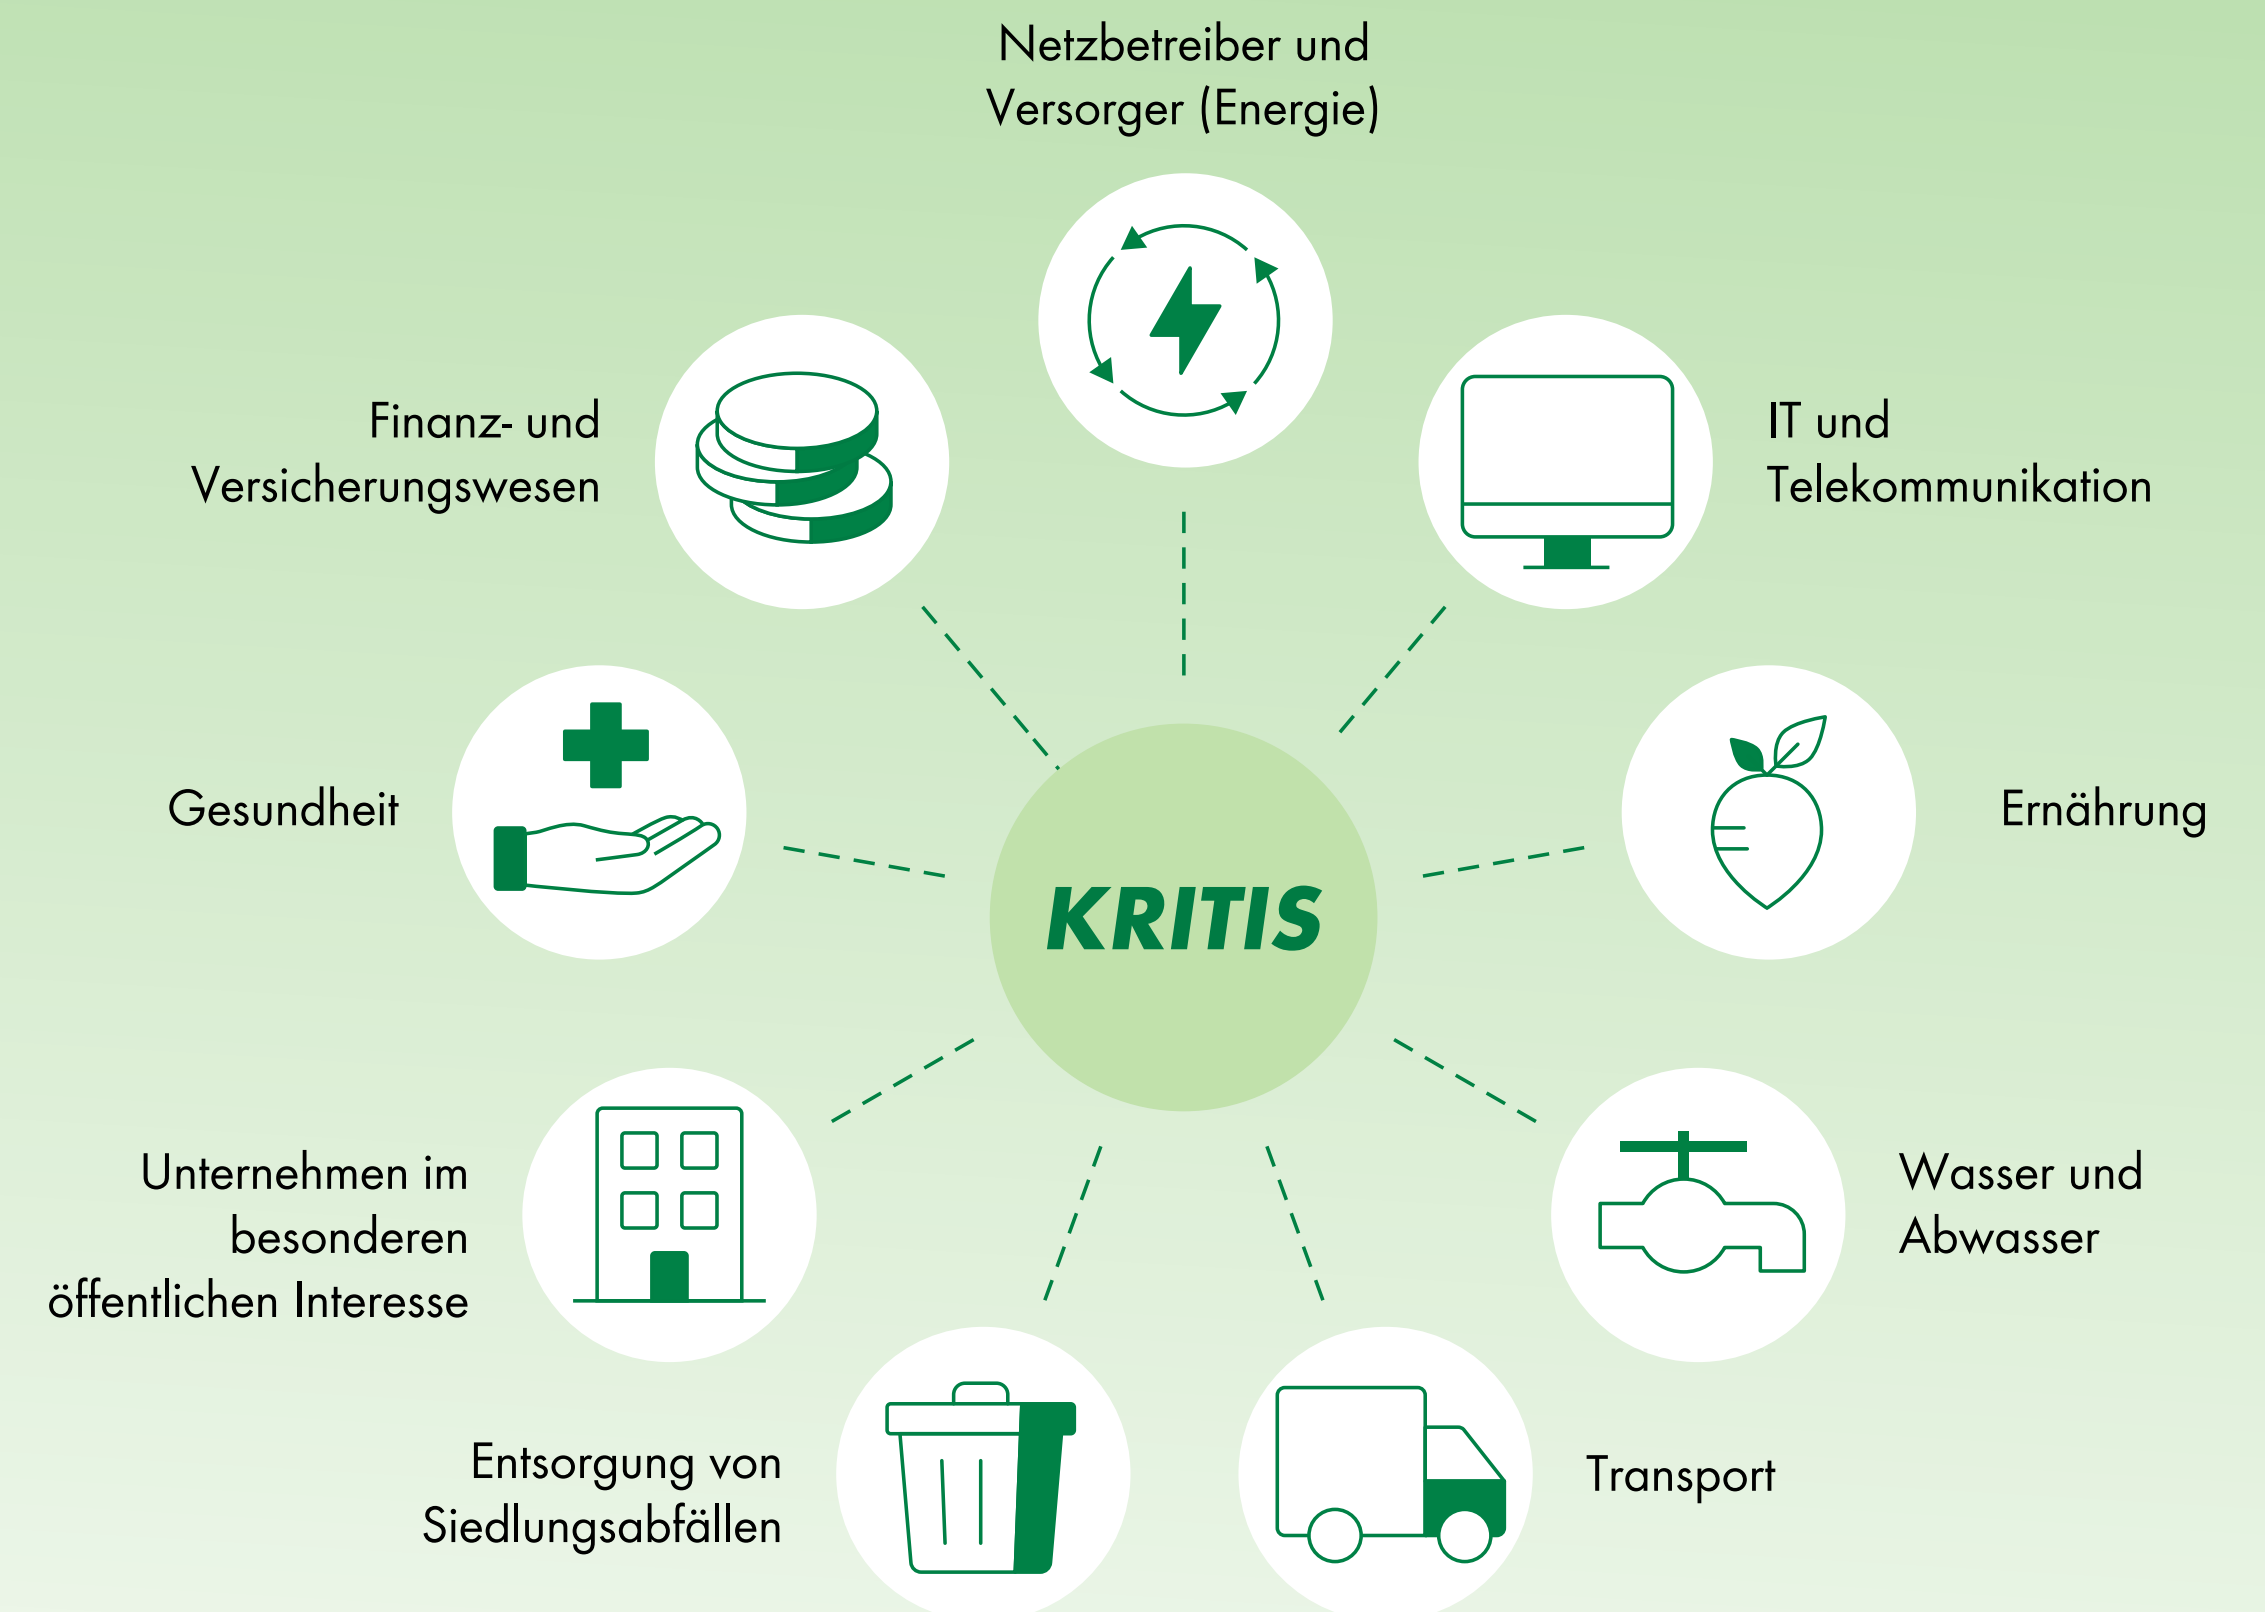 Netzbetreiber und
Versorger (Energie)
Finanz- und
Versicherungswesen
IT und
Telekommunikation
Gesundheit
Ernährung
KRITIS
Unternehmen im
besonderen
öffentlichen Interesse
Wasser und
Abwasser
Entsorgung von
Siedlungsabfällen
Transport